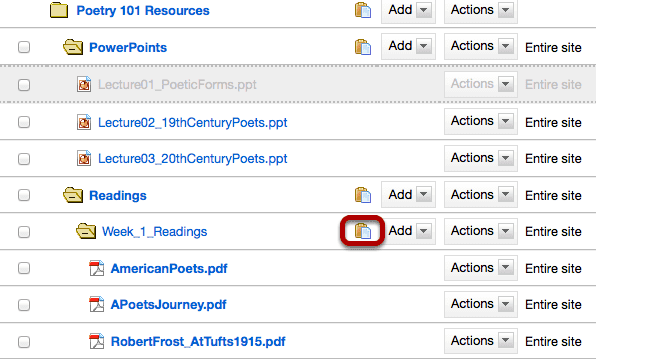 Poetry 101 Resources Add Actions
PowerPoints Add Actions Entire site
Lecture01_PoeticForms.ppt Actions Entire site
Lecture02_19thCenturyPoets.ppt Actions Entire site
Lecture03_20thCenturyPoets.ppt Actions Entire site
Readings Add Actions Entire site
Week_1_Readings Add Actions Entire site
AmericanPoets.pdf Actions Entire site
APoetsJourney.pdf Actions Entire site
RobertFrost_AtTufts1915.pdf Actions Entire site